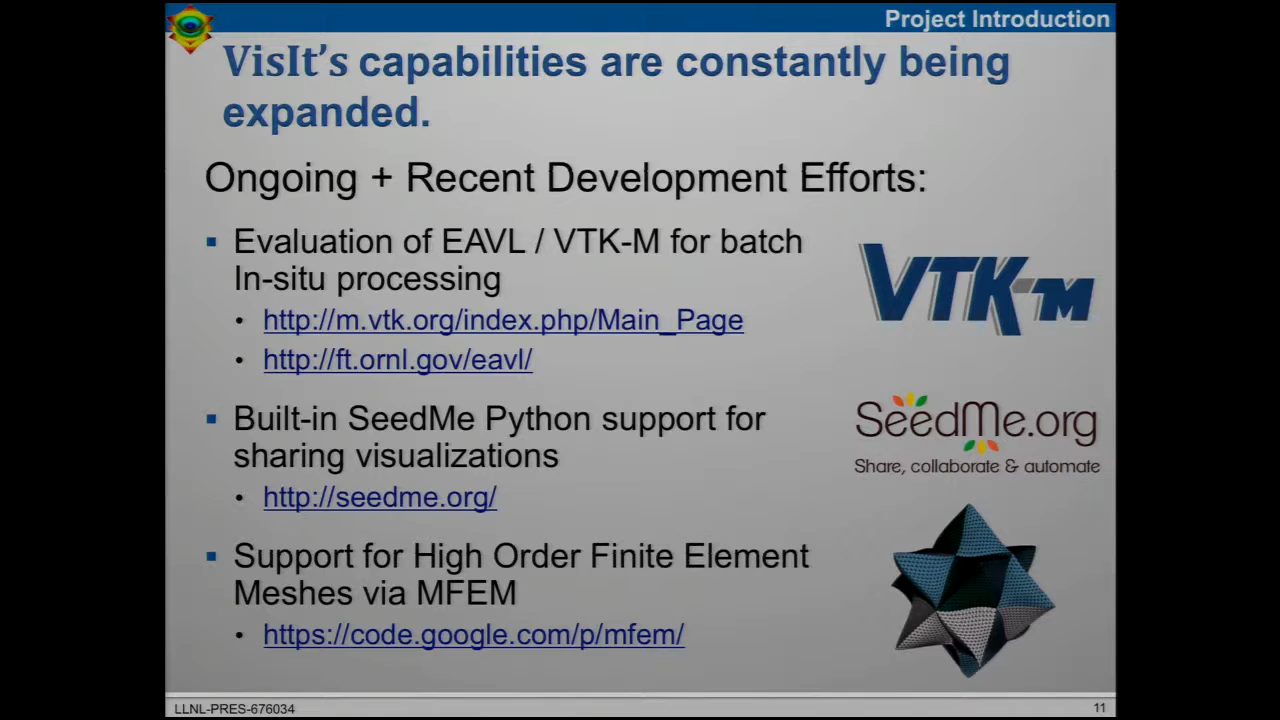 Project Introduction
VisIt's capabilities are constantly being
expanded.
Ongoing + Recent Development Efforts:
▪ Evaluation of EAVL / VTK-M for batch
In-situ processing
• http://m.vtk.org/index.php/Main_Page
• http://ft.ornl.gov/eavl/
VTK-M
▪ Built-in SeedMe Python support for
sharing visualizations
• http://seedme.org/
SeedMe.org
Share, collaborate & automate
▪ Support for High Order Finite Element
Meshes via MFEM
• https://code.google.com/p/mfem/
LLNL-PRES-676034
11